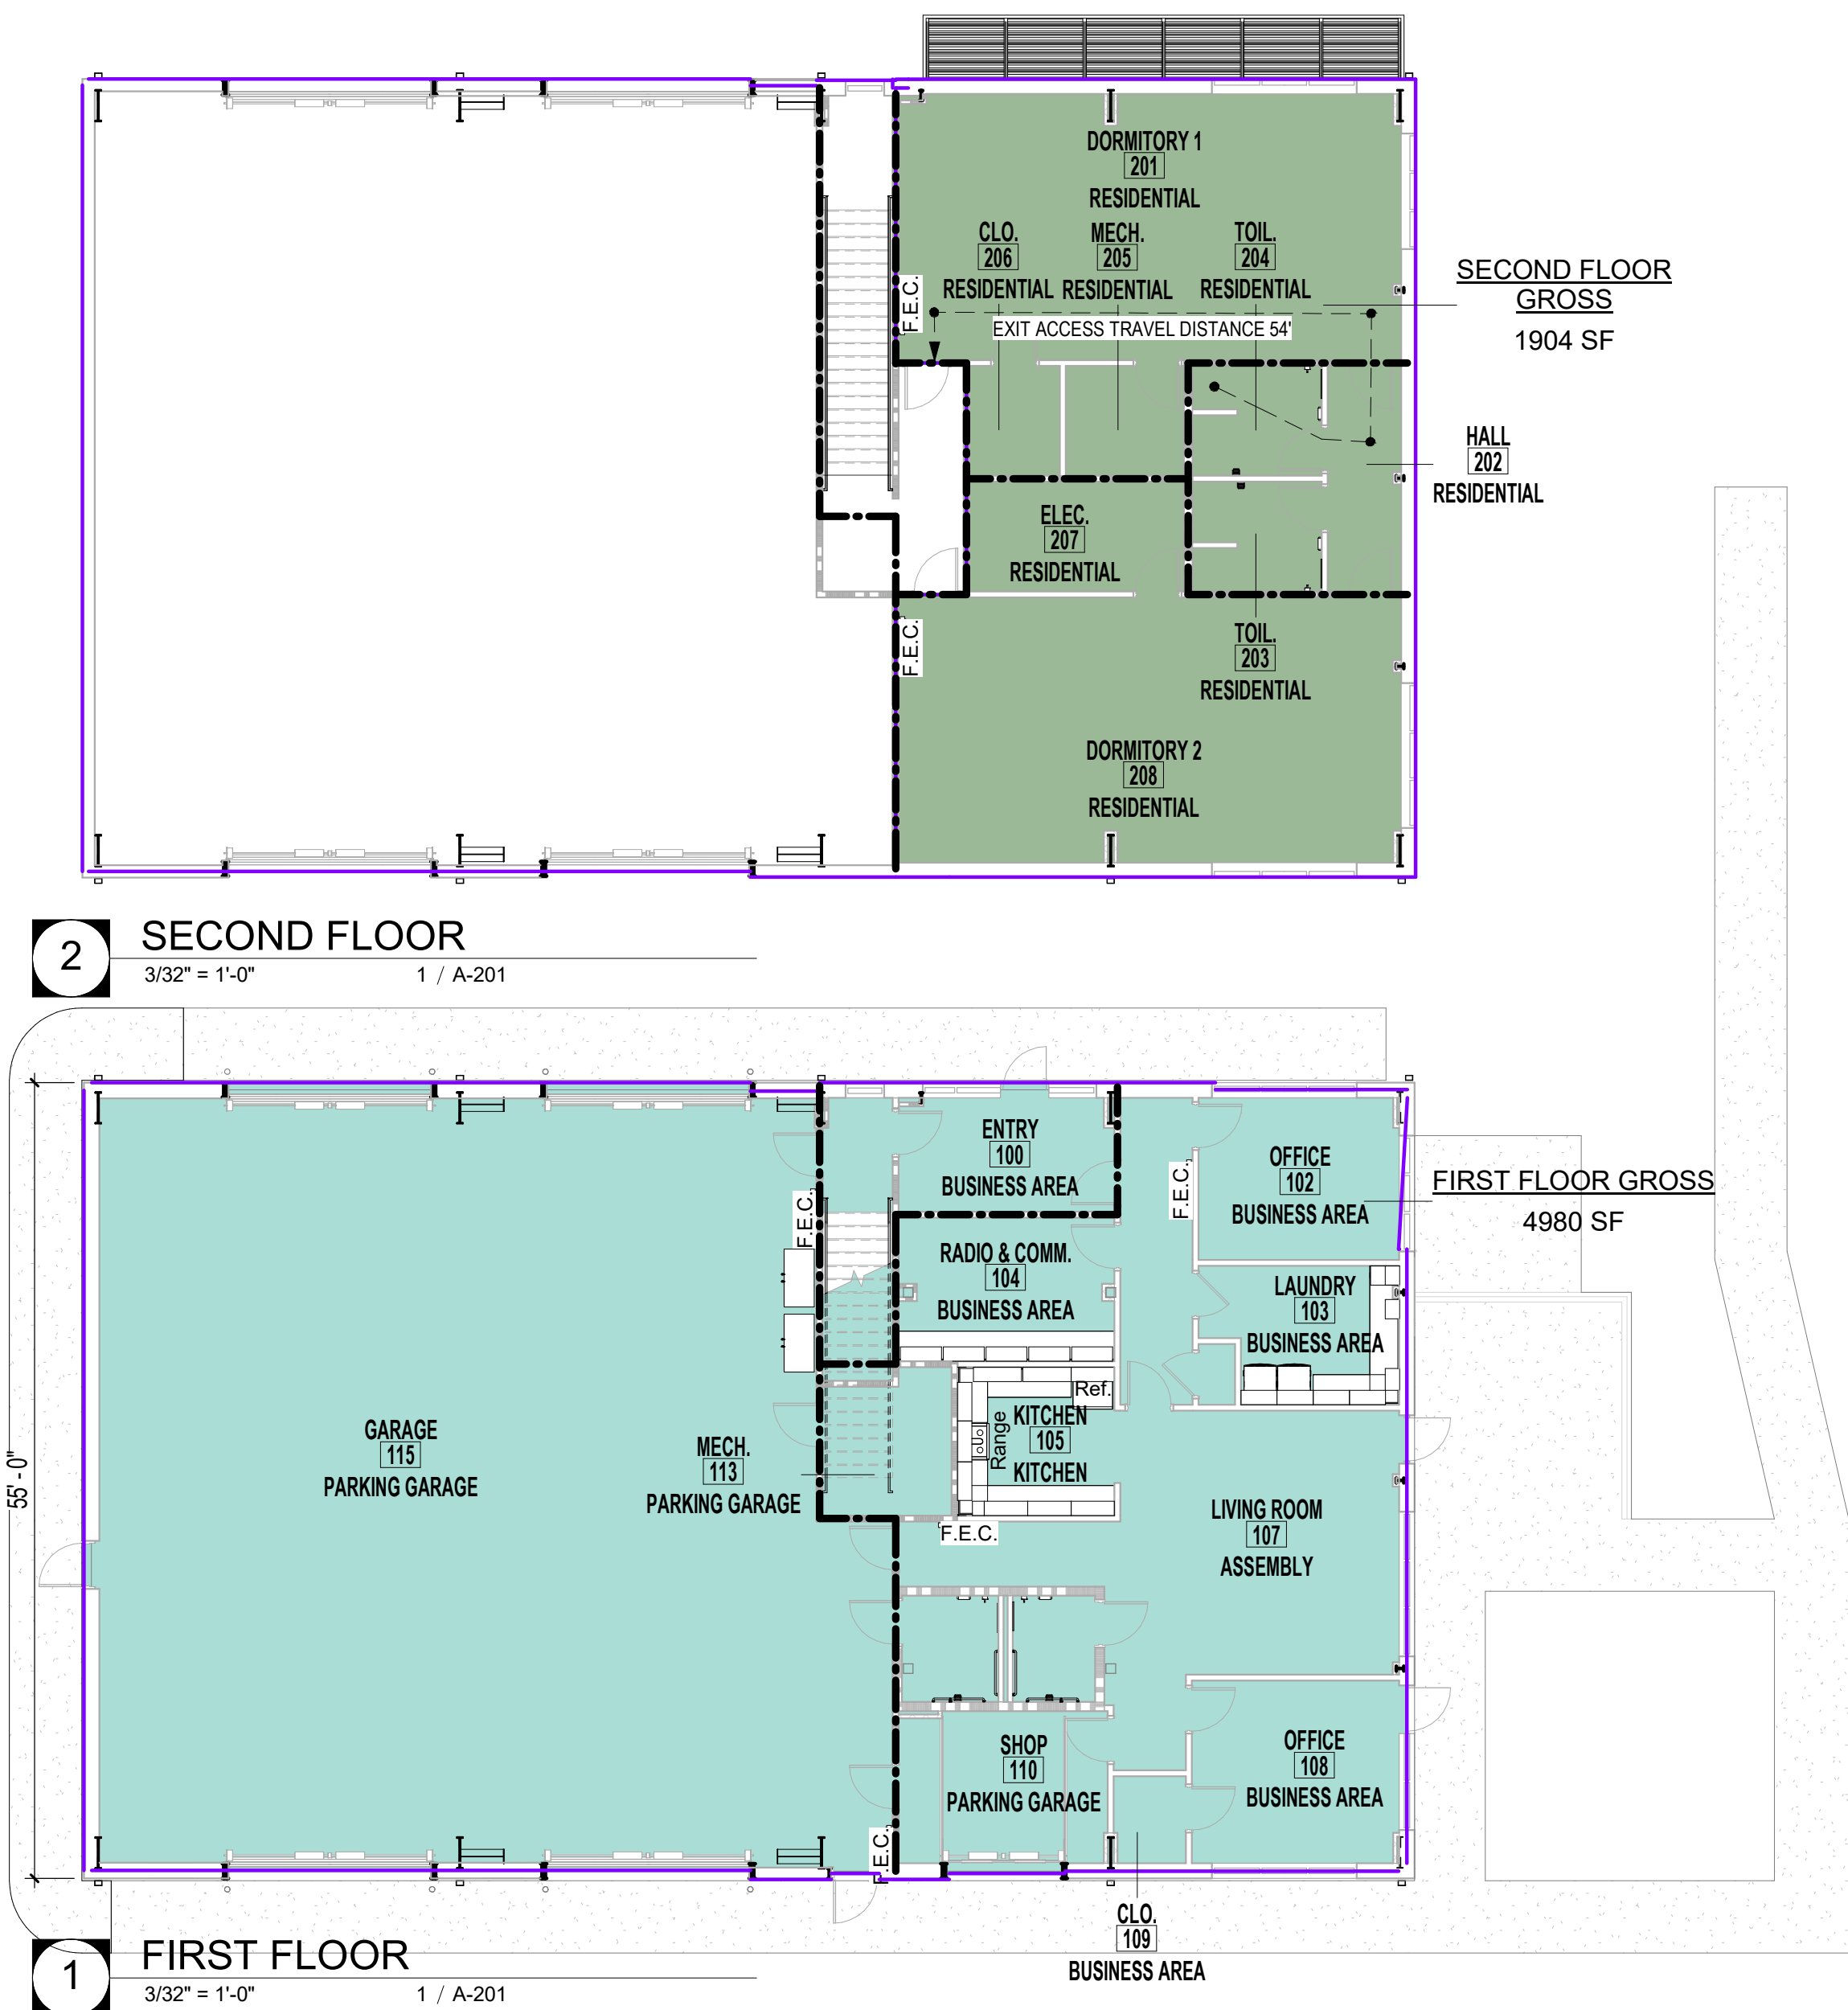 DORMITORY 1
201
RESIDENTIAL
CLO.
206
RESIDENTIAL
MECH.
205
RESIDENTIAL
TOIL.
204
RESIDENTIAL
SECOND FLOOR
GROSS
1904 SF
F.E.C.
EXIT ACCESS TRAVEL DISTANCE 54'
HALL
202
RESIDENTIAL
ELEC.
207
RESIDENTIAL
F.E.C.
TOIL.
203
RESIDENTIAL
DORMITORY 2
208
RESIDENTIAL
2
SECOND FLOOR
3/32" = 1'-0"
1 / A-201
ENTRY
100
BUSINESS AREA
OFFICE
102
BUSINESS AREA
F.E.C.
F.E.C.
FIRST FLOOR GROSS
4980 SF
RADIO & COMM.
104
BUSINESS AREA
LAUNDRY
103
BUSINESS AREA
Ref.
Range
KITCHEN
105
KITCHEN
GARAGE
115
PARKING GARAGE
MECH.
113
PARKING GARAGE
55' - 0"
F.E.C.
LIVING ROOM
107
ASSEMBLY
SHOP
110
PARKING GARAGE
OFFICE
108
BUSINESS AREA
F.E.C.
CLO.
109
BUSINESS AREA
1
FIRST FLOOR
3/32" = 1'-0"
1 / A-201